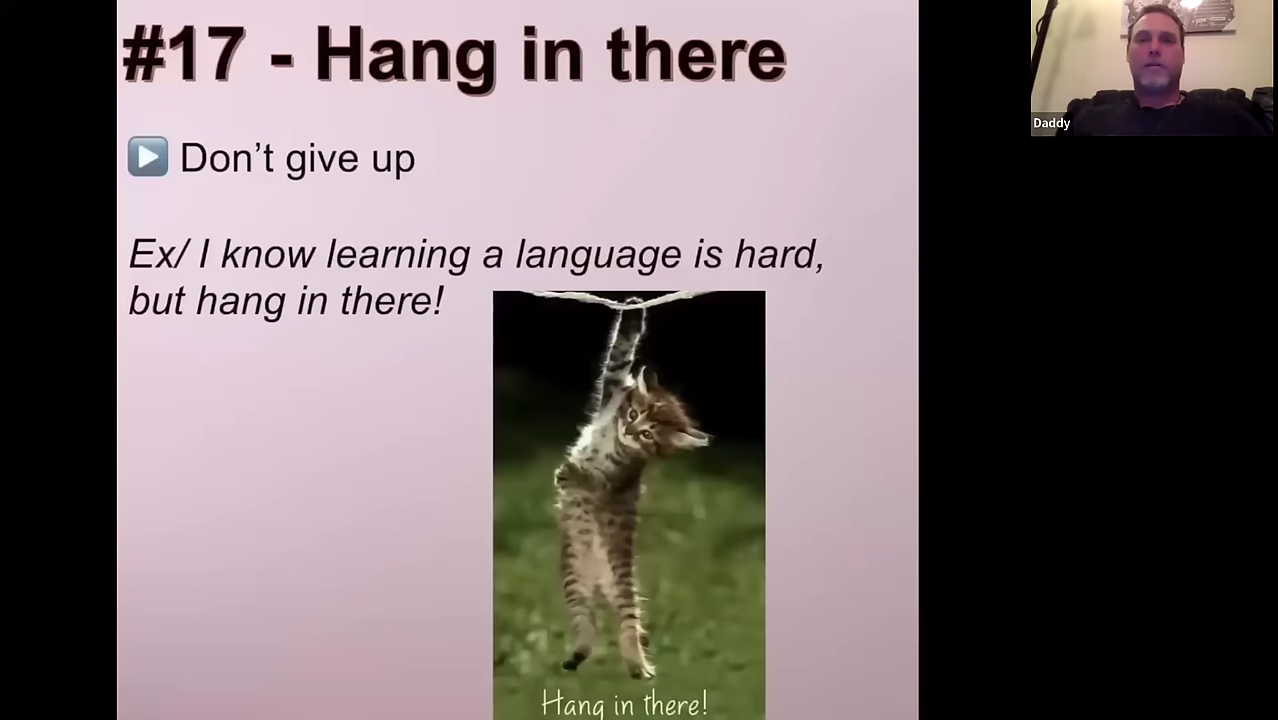 #17 - Hang in there
Don’t give up
Ex/ I know learning a language is hard,
but hang in there!
Hang in there!
Daddy